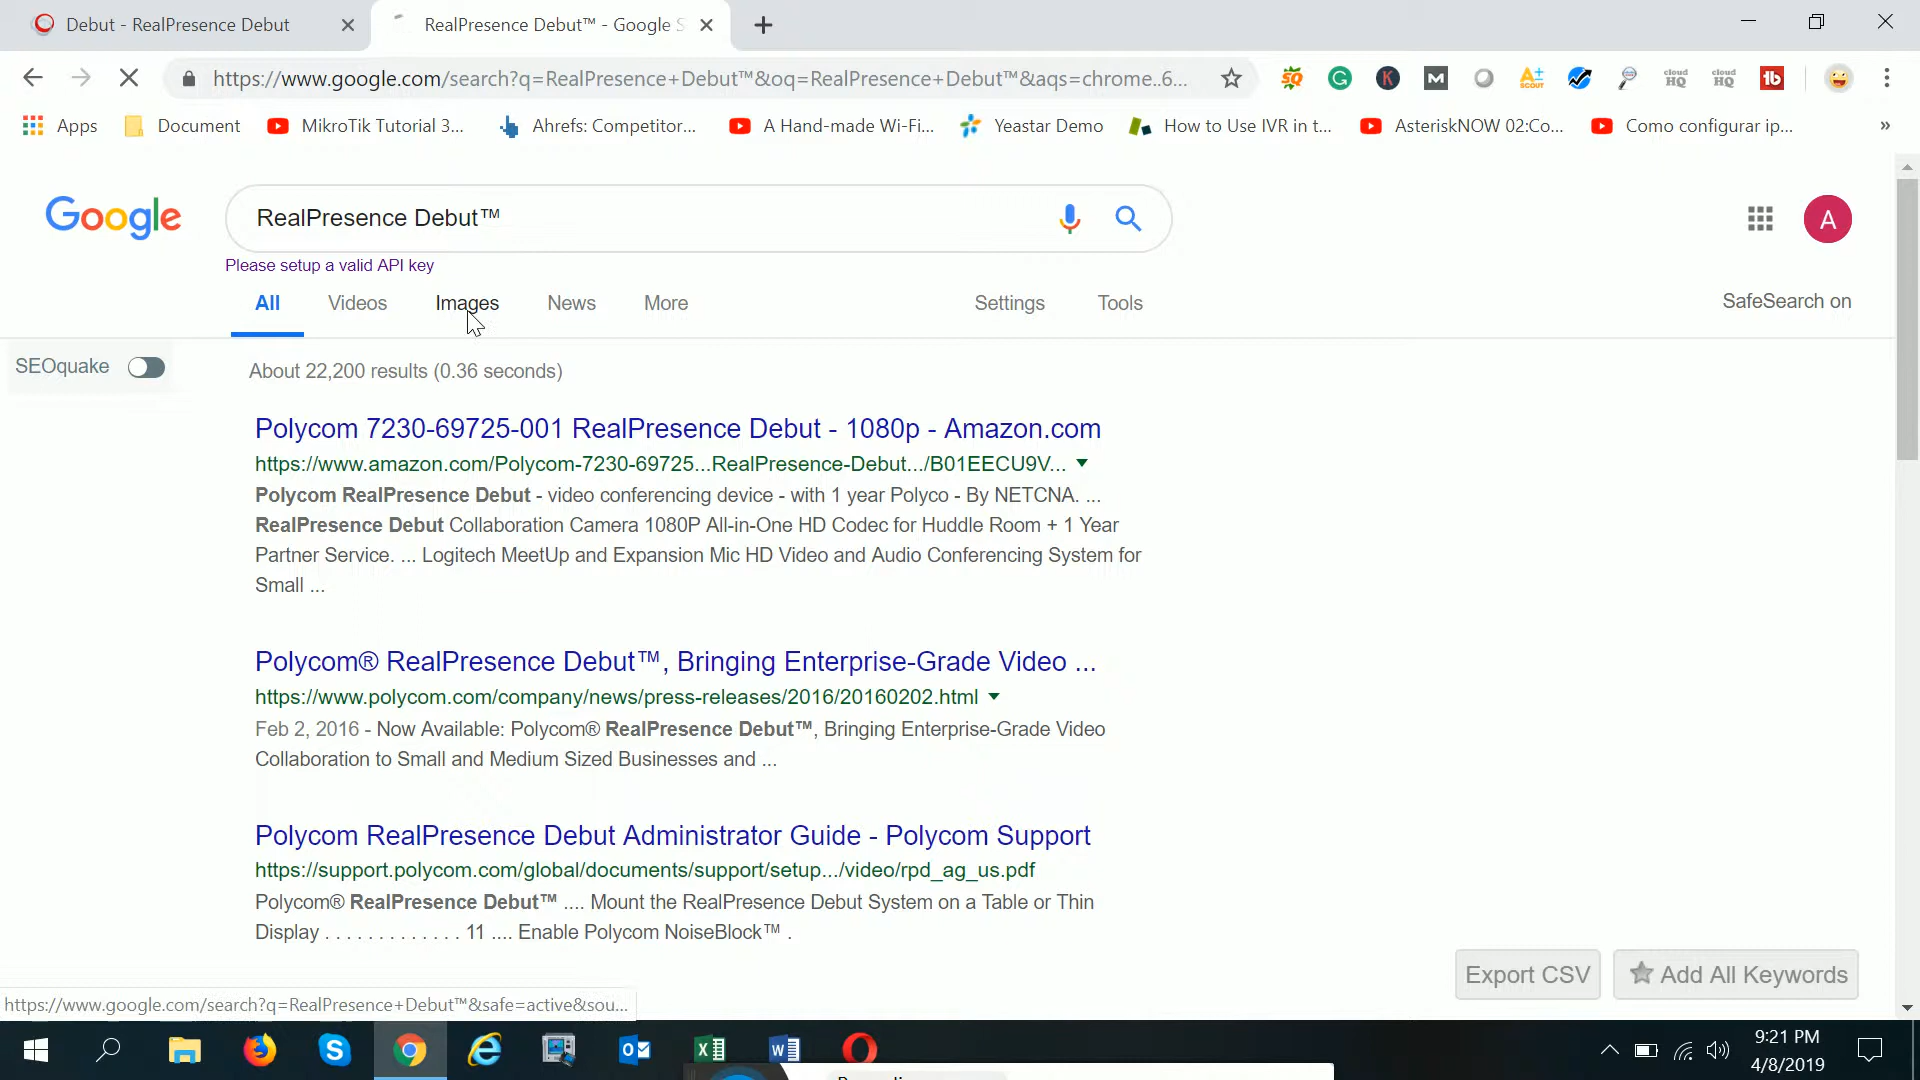 Debut - RealPresence Debut
RealPresence Debut™ - Google S
https://www.google.com/search?q=RealPresence+Debut™&oq=RealPresence+Debut™&aqs=chrome..6...
Apps
Document
MikroTik Tutorial 3...
Ahrefs: Competitor...
A Hand-made Wi-Fi...
Yeastar Demo
How to Use IVR in t...
AsteriskNOW 02:Co...
Como configurar ip...
»
Google
RealPresence Debut™
A
Please setup a valid API key
All
Videos
Images
News
More
Settings
Tools
SafeSearch on
SEOquake
About 22,200 results (0.36 seconds)
Polycom 7230-69725-001 RealPresence Debut - 1080p - Amazon.com
https://www.amazon.com/Polycom-7230-69725...RealPresence-Debut.../B01EECU9V...
Polycom RealPresence Debut - video conferencing device - with 1 year Polyco - By NETCNA. ...
RealPresence Debut Collaboration Camera 1080P All-in-One HD Codec for Huddle Room + 1 Year
Partner Service. ... Logitech MeetUp and Expansion Mic HD Video and Audio Conferencing System for
Small ...
Polycom® RealPresence Debut™, Bringing Enterprise-Grade Video ...
https://www.polycom.com/company/news/press-releases/2016/20160202.html
Feb 2, 2016 - Now Available: Polycom® RealPresence Debut™, Bringing Enterprise-Grade Video
Collaboration to Small and Medium Sized Businesses and ...
Polycom RealPresence Debut Administrator Guide - Polycom Support
https://support.polycom.com/global/documents/support/setup.../video/rpd_ag_us.pdf
Polycom® RealPresence Debut™ .... Mount the RealPresence Debut System on a Table or Thin
Display . . . . . . . . . . . . . 11 .... Enable Polycom NoiseBlock™ .
Export CSV
Add All Keywords
https://www.google.com/search?q=RealPresence+Debut™&safe=active&sou...
9:21 PM
4/8/2019